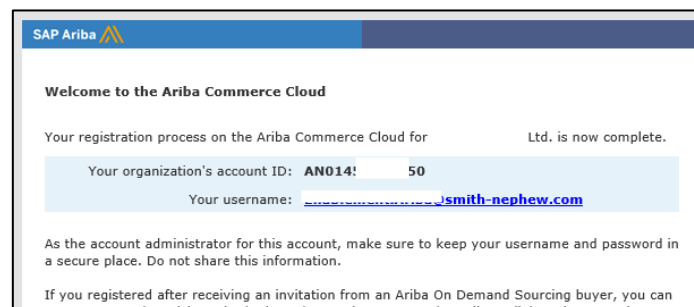 SAP Ariba
Welcome to the Ariba Commerce Cloud
Your registration process on the Ariba Commerce Cloud for Ltd. is now complete.
Your organization's account ID: AN014 50
Your username: smith-nephew.com
As the account administrator for this account, make sure to keep your username and password in
a secure place. Do not share this information.
If you registered after receiving an invitation from an Ariba On Demand Sourcing buyer, you can